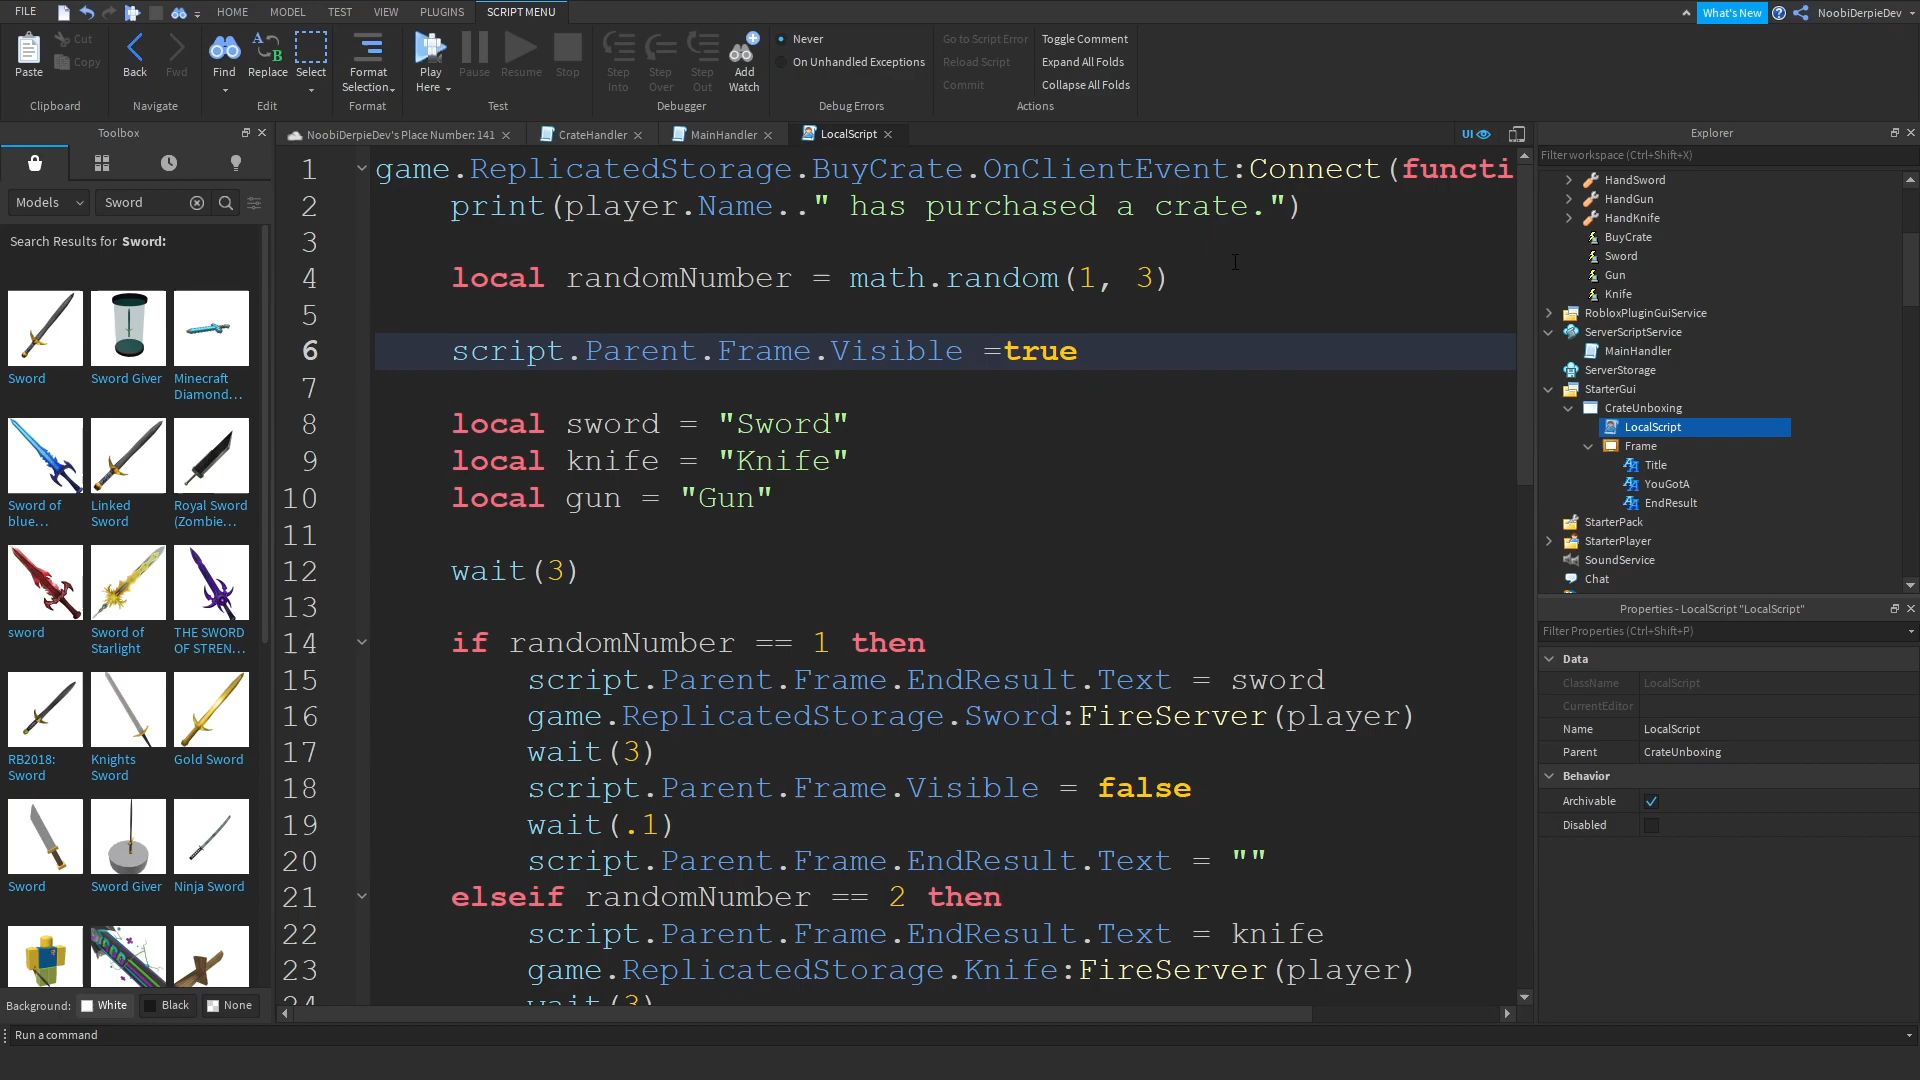 FILE
HOME MODEL TEST VIEW PLUGINS SCRIPT MENU
What's New
NoobiDerpieDev
Paste
Cut
Copy
Clipboard
Back Fwd
Navigate
Find Replace Select
Edit
Format
Selection
Format
Play
Here
Pause Resume Stop
Test
Step
Into
Step
Over
Step
Out
Add
Watch
Debugger
Never
On Unhandled Exceptions
Debug Errors
Go to Script Error
Reload Script
Commit
Toggle Comment
Expand All Folds
Collapse All Folds
Actions
Toolbox
Models
Sword
Search Results for Sword:
Sword
Sword Giver
Minecraft
Diamond...
Sword of
blue...
Linked
Sword
Royal Sword
(Zombie...
sword
Sword of
Starlight
THE SWORD
OF STREN...
RB2018:
Sword
Knights
Sword
Gold Sword
Sword
Sword Giver
Ninja Sword
Background: White Black None
Run a command
NoobiDerpieDev's Place Number: 141
CrateHandler
MainHandler
LocalScript
UI
1 game.ReplicatedStorage.BuyCrate.OnClientEvent:Connect(functi
2 print(player.Name.." has purchased a crate.")
3
4 local randomNumber = math.random(1, 3)
5
6 script.Parent.Frame.Visible =true
7
8 local sword = "Sword"
9 local knife = "Knife"
10 local gun = "Gun"
11
12 wait(3)
13
14 if randomNumber == 1 then
15 script.Parent.Frame.EndResult.Text = sword
16 game.ReplicatedStorage.Sword:FireServer(player)
17 wait(3)
18 script.Parent.Frame.Visible = false
19 wait(.1)
20 script.Parent.Frame.EndResult.Text = ""
21 elseif randomNumber == 2 then
22 script.Parent.Frame.EndResult.Text = knife
23 game.ReplicatedStorage.Knife:FireServer(player)
24 wait(3)
Explorer
Filter workspace (Ctrl+Shift+X)
HandSword
HandGun
HandKnife
BuyCrate
Sword
Gun
Knife
RobloxPluginGuiService
ServerScriptService
MainHandler
ServerStorage
StarterGui
CrateUnboxing
LocalScript
Frame
Title
YouGotA
EndResult
StarterPack
StarterPlayer
SoundService
Chat
Properties - LocalScript "LocalScript"
Filter Properties (Ctrl+Shift+P)
Data
ClassName LocalScript
CurrentEditor
Name LocalScript
Parent CrateUnboxing
Behavior
Archivable
Disabled